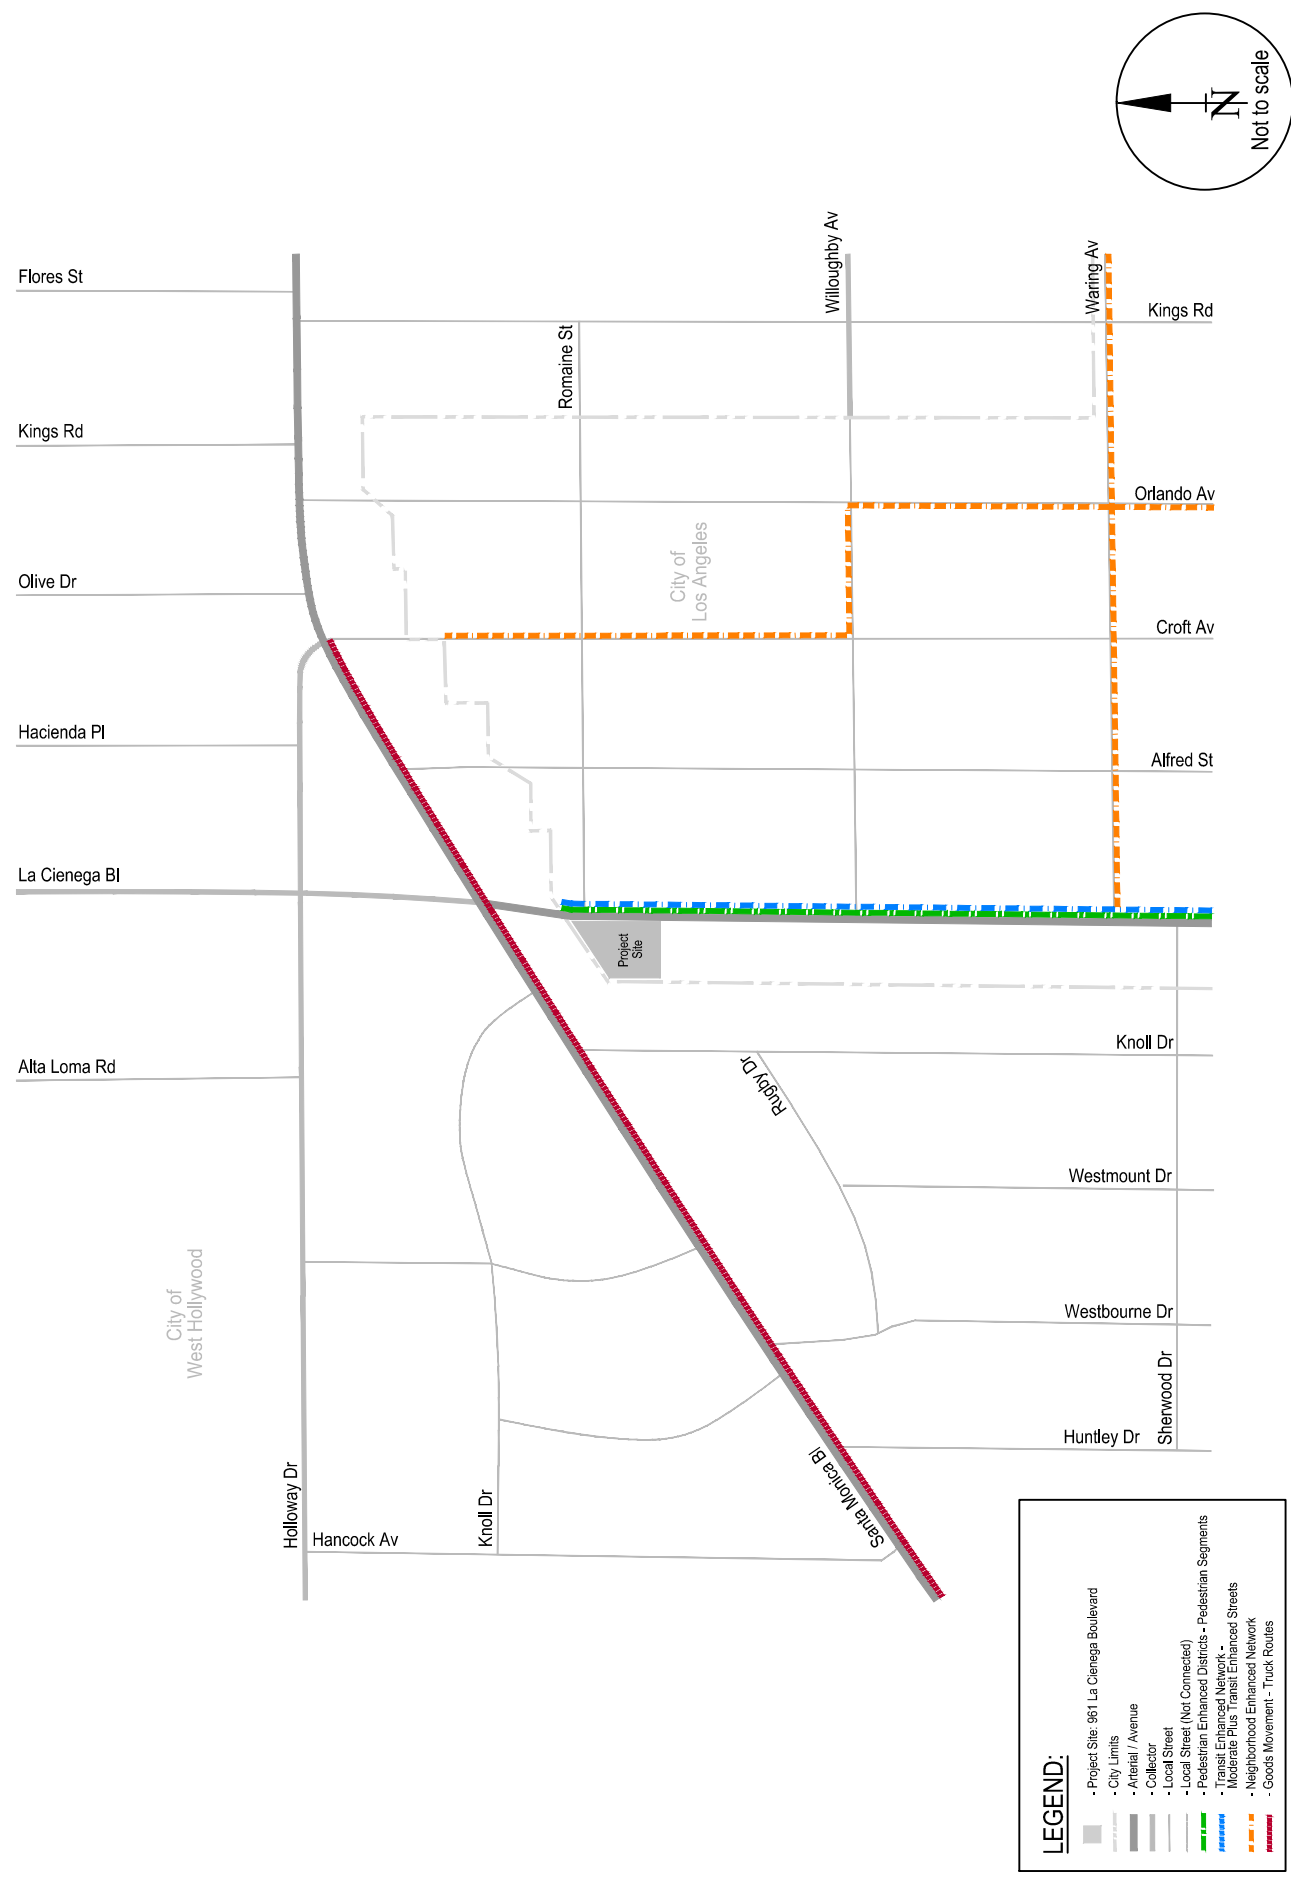 N
Not to scale
Flores St
Kings Rd
Olive Dr
Hacienda Pl
La Cienega Bl
Alta Loma Rd
Willoughby Av
Waring Av
Romaine St
Kings Rd
Orlando Av
City of
Los Angeles
Croft Av
Alfred St
Project
Site
Knoll Dr
Rugby Dr
Westmount Dr
City of
West Hollywood
Westbourne Dr
Sherwood Dr
Huntley Dr
Santa Monica Bl
Holloway Dr
Knoll Dr
Hancock Av
LEGEND:
- Project Site: 961 La Cienega Boulevard
- City Limits
- Arterial / Avenue
- Collector
- Local Street
- Local Street (Not Connected)
- Pedestrian Enhanced Districts - Pedestrian Segments
- Transit Enhanced Network -
Moderate Plus Transit Enhanced Streets
- Neighborhood Enhanced Network
- Goods Movement - Truck Routes